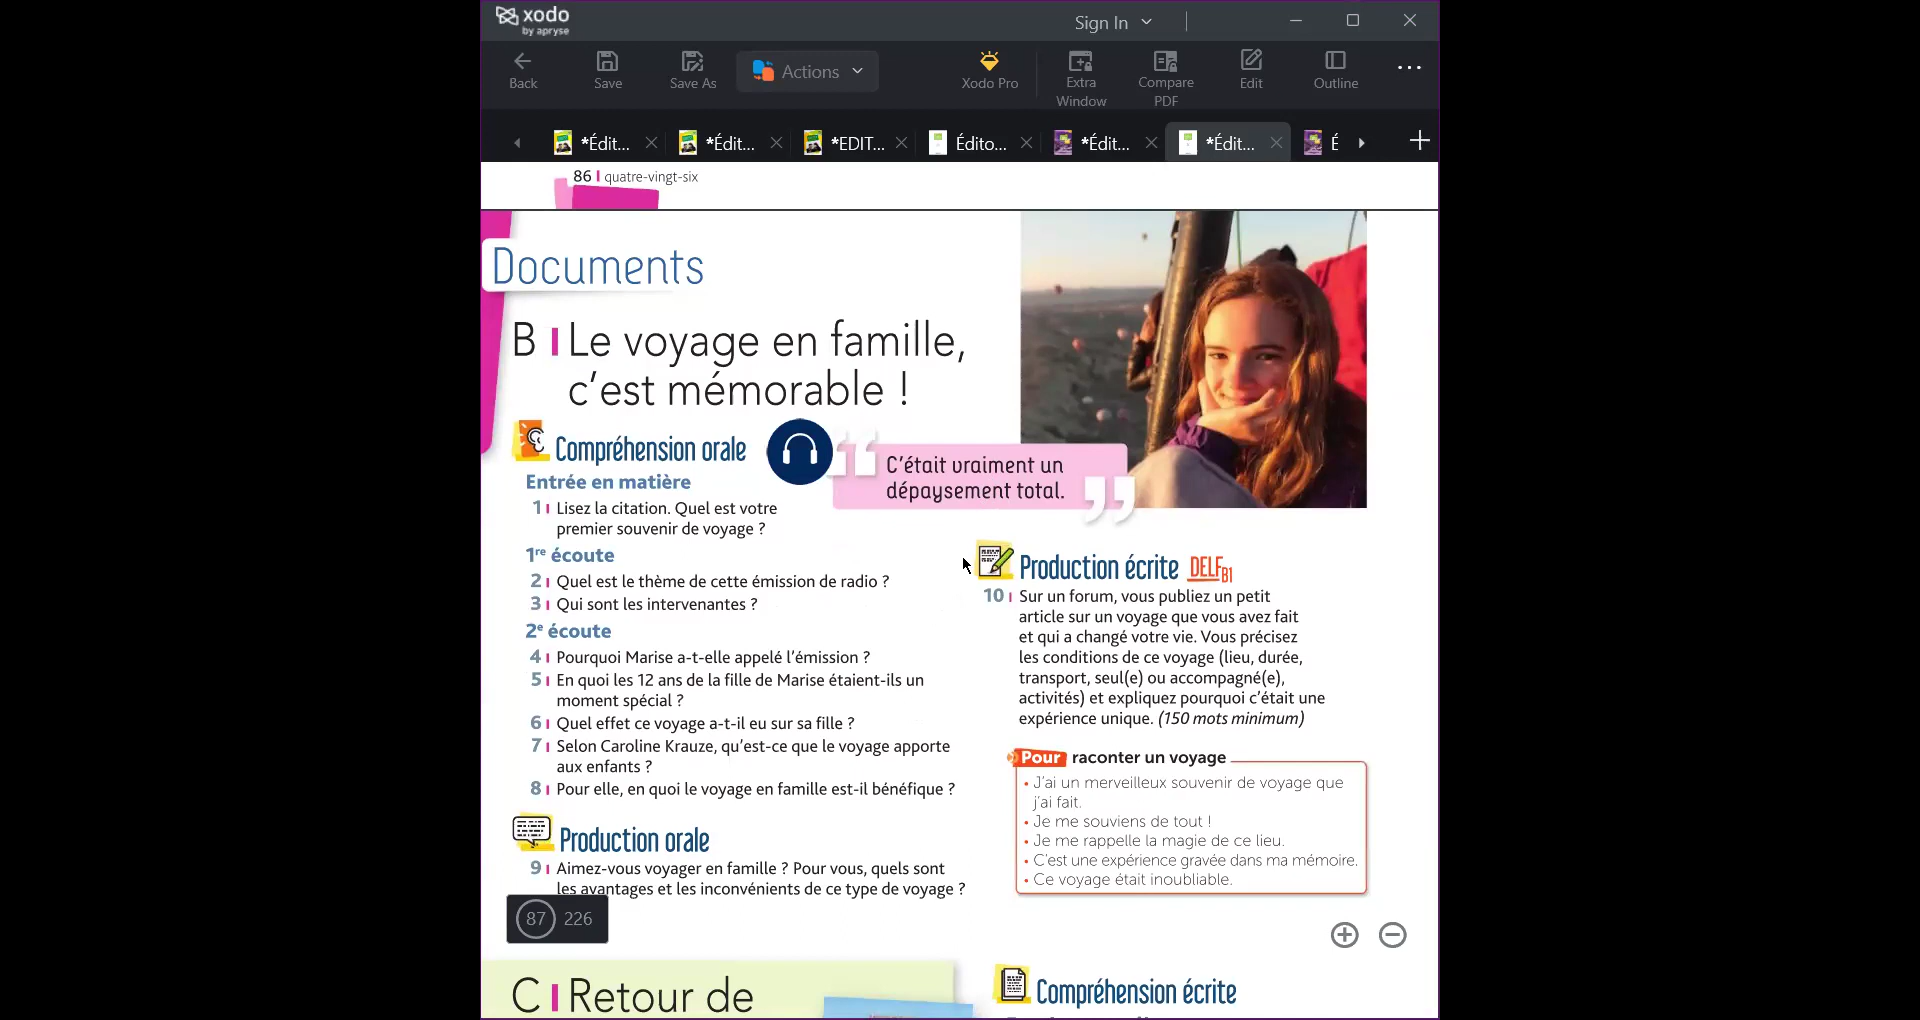 xodo
by apryse
Sign In
Back
Save
Save As
Actions
Xodo Pro
Extra
Window
Compare
PDF
Edit
Outline
*Édit...
*Édit...
*EDIT...
Édito...
*Édit...
*Édit...
É
86 quatre-vingt-six
Documents
B Le voyage en famille,
c'est mémorable !
Compréhension orale
“ C'était vraiment un
dépaysement total. ”
Entrée en matière
1 Lisez la citation. Quel est votre
premier souvenir de voyage ?
1re écoute
2 Quel est le thème de cette émission de radio ?
3 Qui sont les intervenantes ?
2e écoute
4 Pourquoi Marise a-t-elle appelé l'émission ?
5 En quoi les 12 ans de la fille de Marise étaient-ils un
moment spécial ?
6 Quel effet ce voyage a-t-il eu sur sa fille ?
7 Selon Caroline Krauze, qu'est-ce que le voyage apporte
aux enfants ?
8 Pour elle, en quoi le voyage en famille est-il bénéfique ?
Production orale
9 Aimez-vous voyager en famille ? Pour vous, quels sont
les avantages et les inconvénients de ce type de voyage ?
Production écrite DELF B1
10 Sur un forum, vous publiez un petit
article sur un voyage que vous avez fait
et qui a changé votre vie. Vous précisez
les conditions de ce voyage (lieu, durée,
transport, seul(e) ou accompagné(e),
activités) et expliquez pourquoi c'était une
expérience unique. (150 mots minimum)
Pour raconter un voyage
• J'ai un merveilleux souvenir de voyage que
j'ai fait.
• Je me souviens de tout !
• Je me rappelle la magie de ce lieu.
• C'est une expérience gravée dans ma mémoire.
• Ce voyage était inoubliable.
87 226
C Retour de
Compréhension écrite